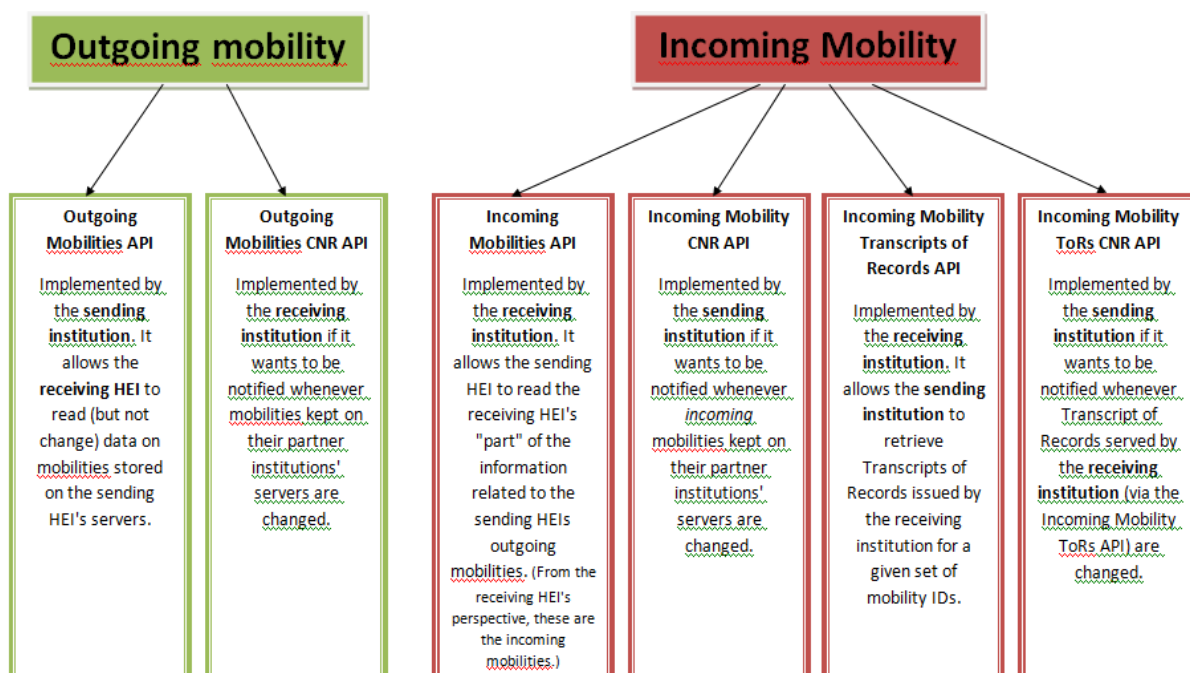 Outgoing mobility
Incoming Mobility
Outgoing
Mobilities API
Implemented by
the sending
institution. It
allows the
receiving HEI to
read (but not
change) data on
mobilities stored
on the sending
HEI's servers.
Outgoing
Mobilities CNR API
Implemented by
the receiving
institution if it
wants to be
notified whenever
mobilities kept on
their partner
institutions'
servers are
changed.
Incoming
Mobilities API
Implemented by
the receiving
institution. It
allows the sending
HEI to read the
receiving HEI's
"part" of the
information
related to the
sending HEIs
outgoing
mobilities. (From the
receiving HEI's
perspective, these are
the incoming
mobilities.)
Incoming Mobility
CNR API
Implemented by
the sending
institution if it
wants to be
notified whenever
incoming
mobilities kept on
their partner
institutions'
servers are
changed.
Incoming Mobility
Transcripts of
Records API
Implemented by
the receiving
institution. It
allows the sending
institution to
retrieve
Transcripts of
Records issued by
the receiving
institution for a
given set of
mobility IDs.
Incoming Mobility
ToRs CNR API
Implemented by
the sending
institution if it
wants to be
notified whenever
Transcript of
Records served by
the receiving
institution (via the
Incoming Mobility
ToRs API) are
changed.